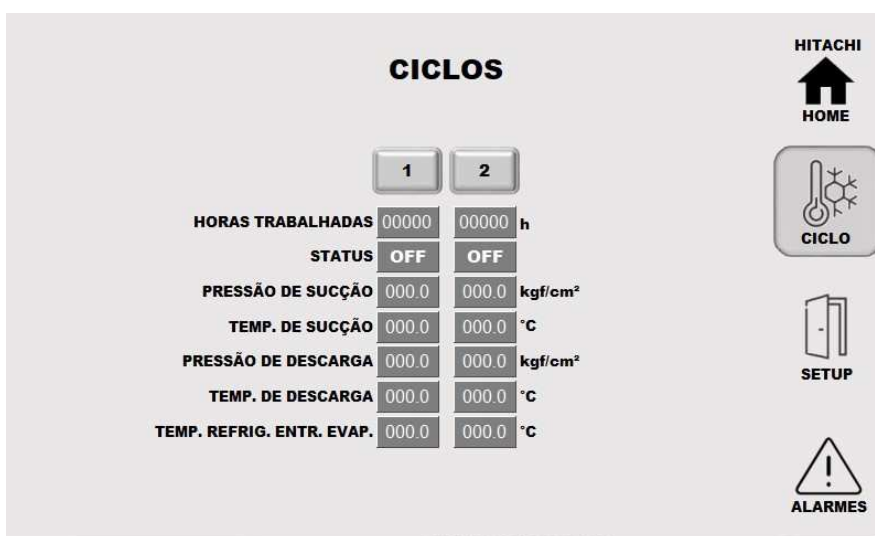 HITACHI
CICLOS
HOME
1 2
CICLO
HORAS TRABALHADAS 00000 00000 h
STATUS OFF OFF
PRESSÃO DE SUCÇÃO 000.0 000.0 kgf/cm²
TEMP. DE SUCÇÃO 000.0 000.0 °C
PRESSÃO DE DESCARGA 000.0 000.0 kgf/cm²
TEMP. DE DESCARGA 000.0 000.0 °C
TEMP. REFRIG. ENTR. EVAP. 000.0 000.0 °C
SETUP
ALARMES